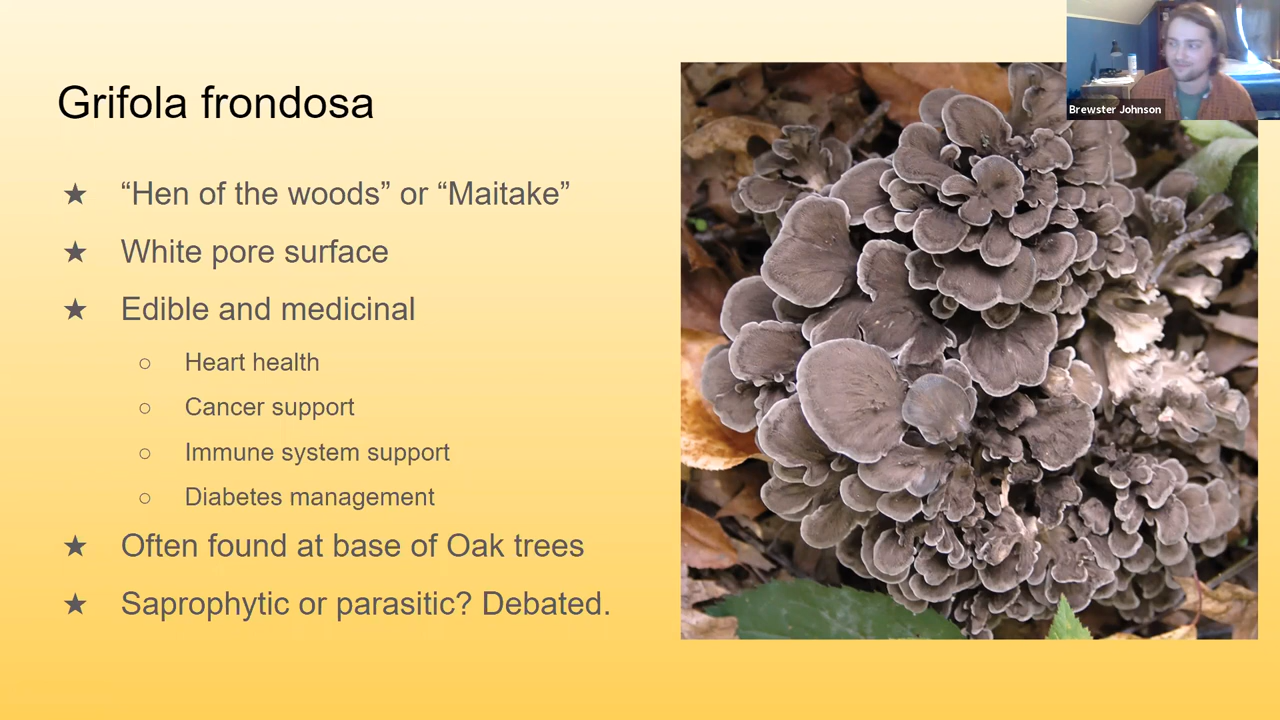 Grifola frondosa
★ “Hen of the woods” or “Maitake”
★ White pore surface
★ Edible and medicinal
○ Heart health
○ Cancer support
○ Immune system support
○ Diabetes management
★ Often found at base of Oak trees
★ Saprophytic or parasitic? Debated.
Brewster Johnson